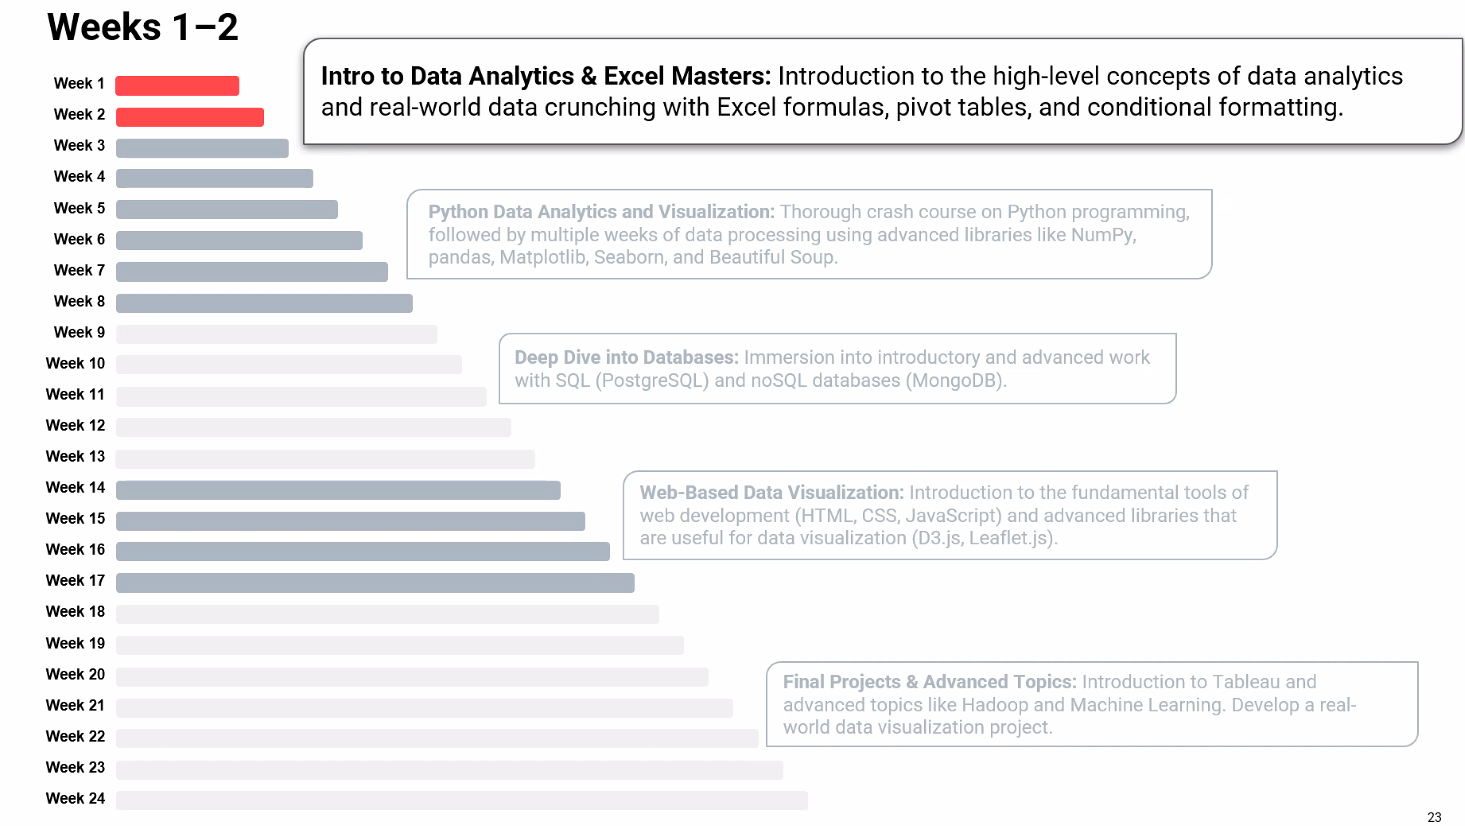 Weeks 1–2
Intro to Data Analytics & Excel Masters: Introduction to the high-level concepts of data analytics
and real-world data crunching with Excel formulas, pivot tables, and conditional formatting.
Week 1
Week 2
Week 3
Week 4
Week 5
Week 6
Week 7
Week 8
Python Data Analytics and Visualization: Thorough crash course on Python programming,
followed by multiple weeks of data processing using advanced libraries like NumPy,
pandas, Matplotlib, Seaborn, and Beautiful Soup.
Week 9
Week 10
Week 11
Week 12
Week 13
Deep Dive into Databases: Immersion into introductory and advanced work
with SQL (PostgreSQL) and noSQL databases (MongoDB).
Week 14
Week 15
Week 16
Week 17
Web-Based Data Visualization: Introduction to the fundamental tools of
web development (HTML, CSS, JavaScript) and advanced libraries that
are useful for data visualization (D3.js, Leaflet.js).
Week 18
Week 19
Week 20
Week 21
Week 22
Week 23
Week 24
Final Projects & Advanced Topics: Introduction to Tableau and
advanced topics like Hadoop and Machine Learning. Develop a real-
world data visualization project.
23